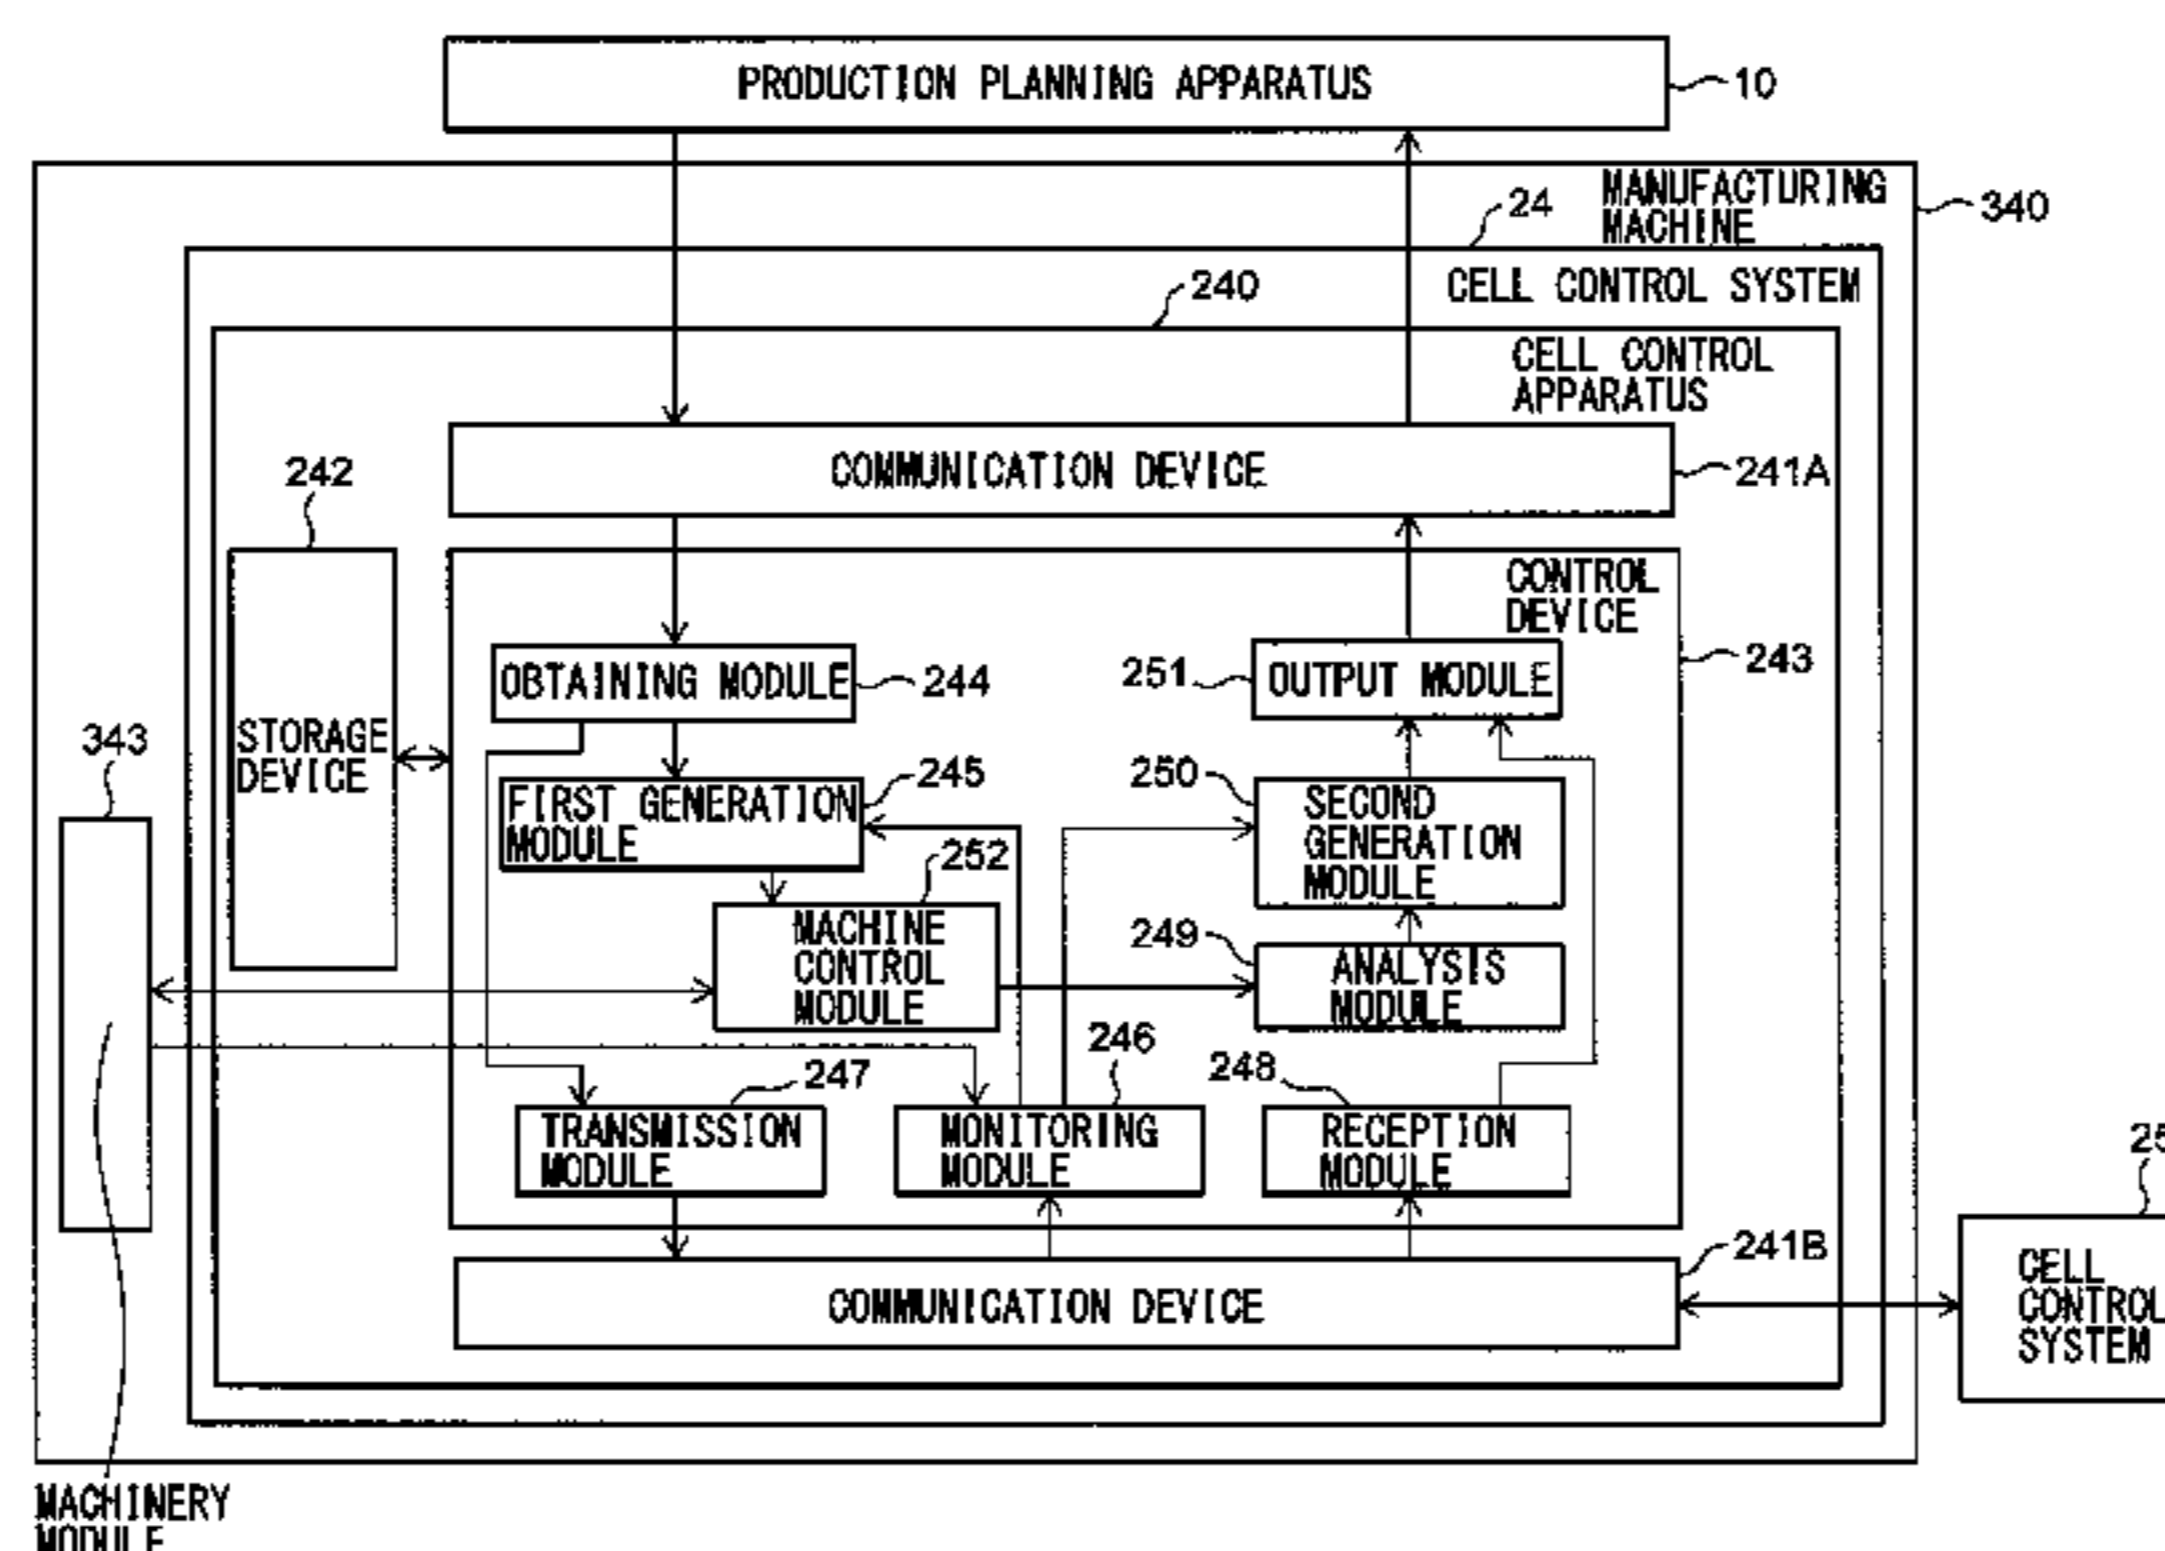 PRODUCTION PLANNING APPARATUS
10
MANUFACTURING
MACHINE
340
24
CELL CONTROL SYSTEM
240
CELL CONTROL
APPARATUS
COMMUNICATION DEVICE
241A
242
STORAGE
DEVICE
CONTROL
DEVICE
243
OBTAINING MODULE
244
251
OUTPUT MODULE
343
FIRST GENERATION
MODULE
245
250
SECOND
GENERATION
MODULE
252
MACHINE
CONTROL
MODULE
249
ANALYSIS
MODULE
247
TRANSMISSION
MODULE
246
MONITORING
MODULE
248
RECEPTION
MODULE
241B
COMMUNICATION DEVICE
25
CELL
CONTROL
SYSTEM
MACHINERY
MODULE